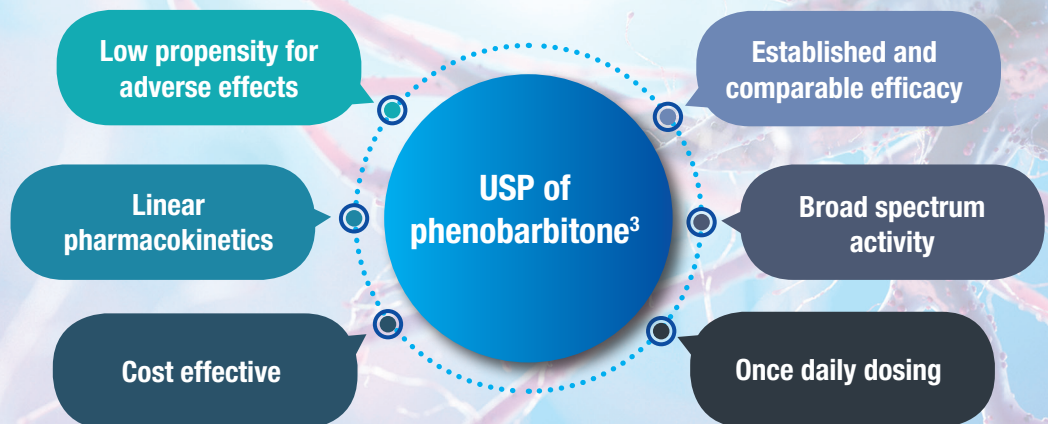 Low propensity for
adverse effects
Established and
comparable efficacy
USP of
phenobarbitone³
Linear
pharmacokinetics
Broad spectrum
activity
Cost effective
Once daily dosing